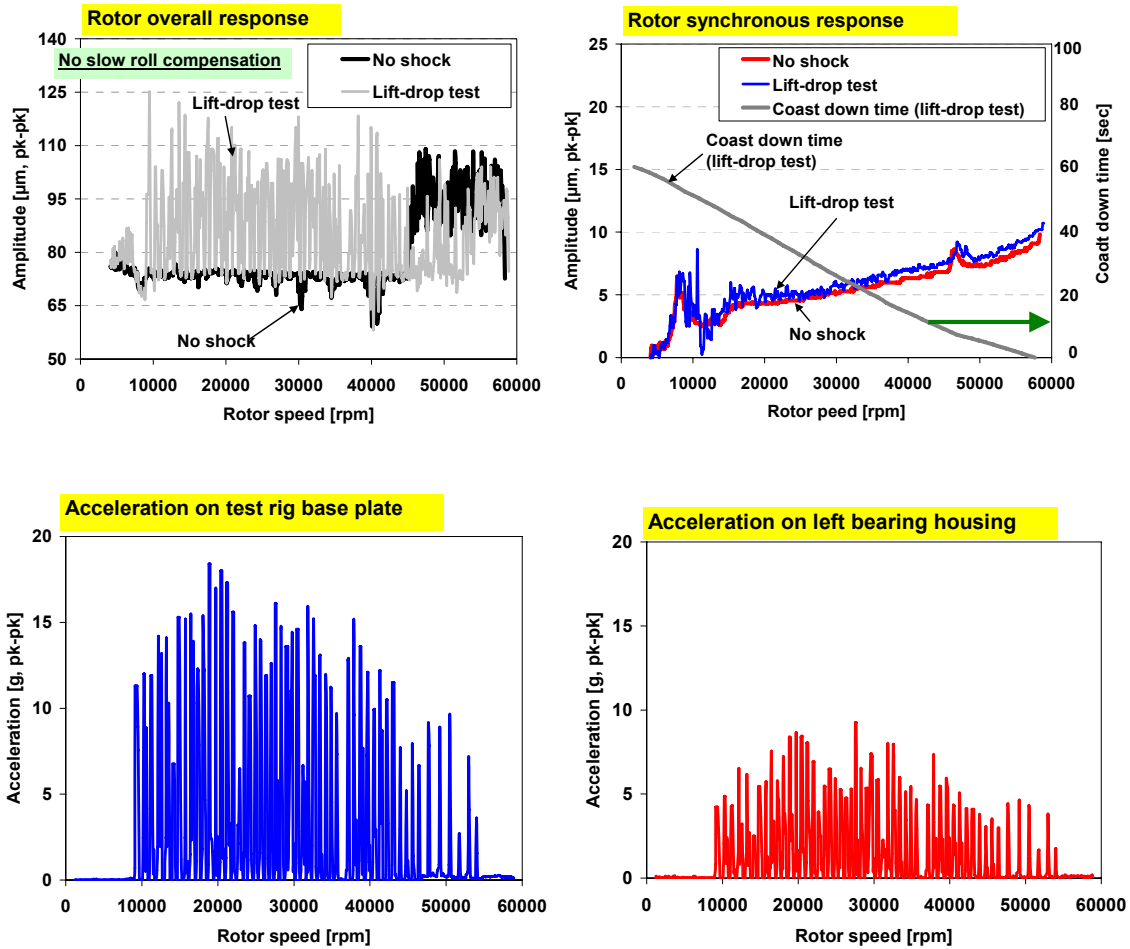 Rotor overall response
140
125
110
95
80
65
50
Amplitude [µm, pk-pk]
No slow roll compensation
No shock
Lift-drop test
Lift-drop test
No shock
0 10000 20000 30000 40000 50000 60000
Rotor speed [rpm]
Rotor synchronous response
25
20
15
10
5
0
Amplitude [µm, pk-pk]
No shock
Lift-drop test
Coast down time (lift-drop test)
Coast down time
(lift-drop test)
Lift-drop test
No shock
100
80
60
40
20
0
Coadt down time [sec]
0 10000 20000 30000 40000 50000 60000
Rotor peed [rpm]
Acceleration on test rig base plate
20
15
10
5
0
Acceleration [g, pk-pk]
0 10000 20000 30000 40000 50000 60000
Rotor speed [rpm]
Acceleration on left bearing housing
20
15
10
5
0
Acceleration [g, pk-pk]
0 10000 20000 30000 40000 50000 60000
Rotor speed [rpm]